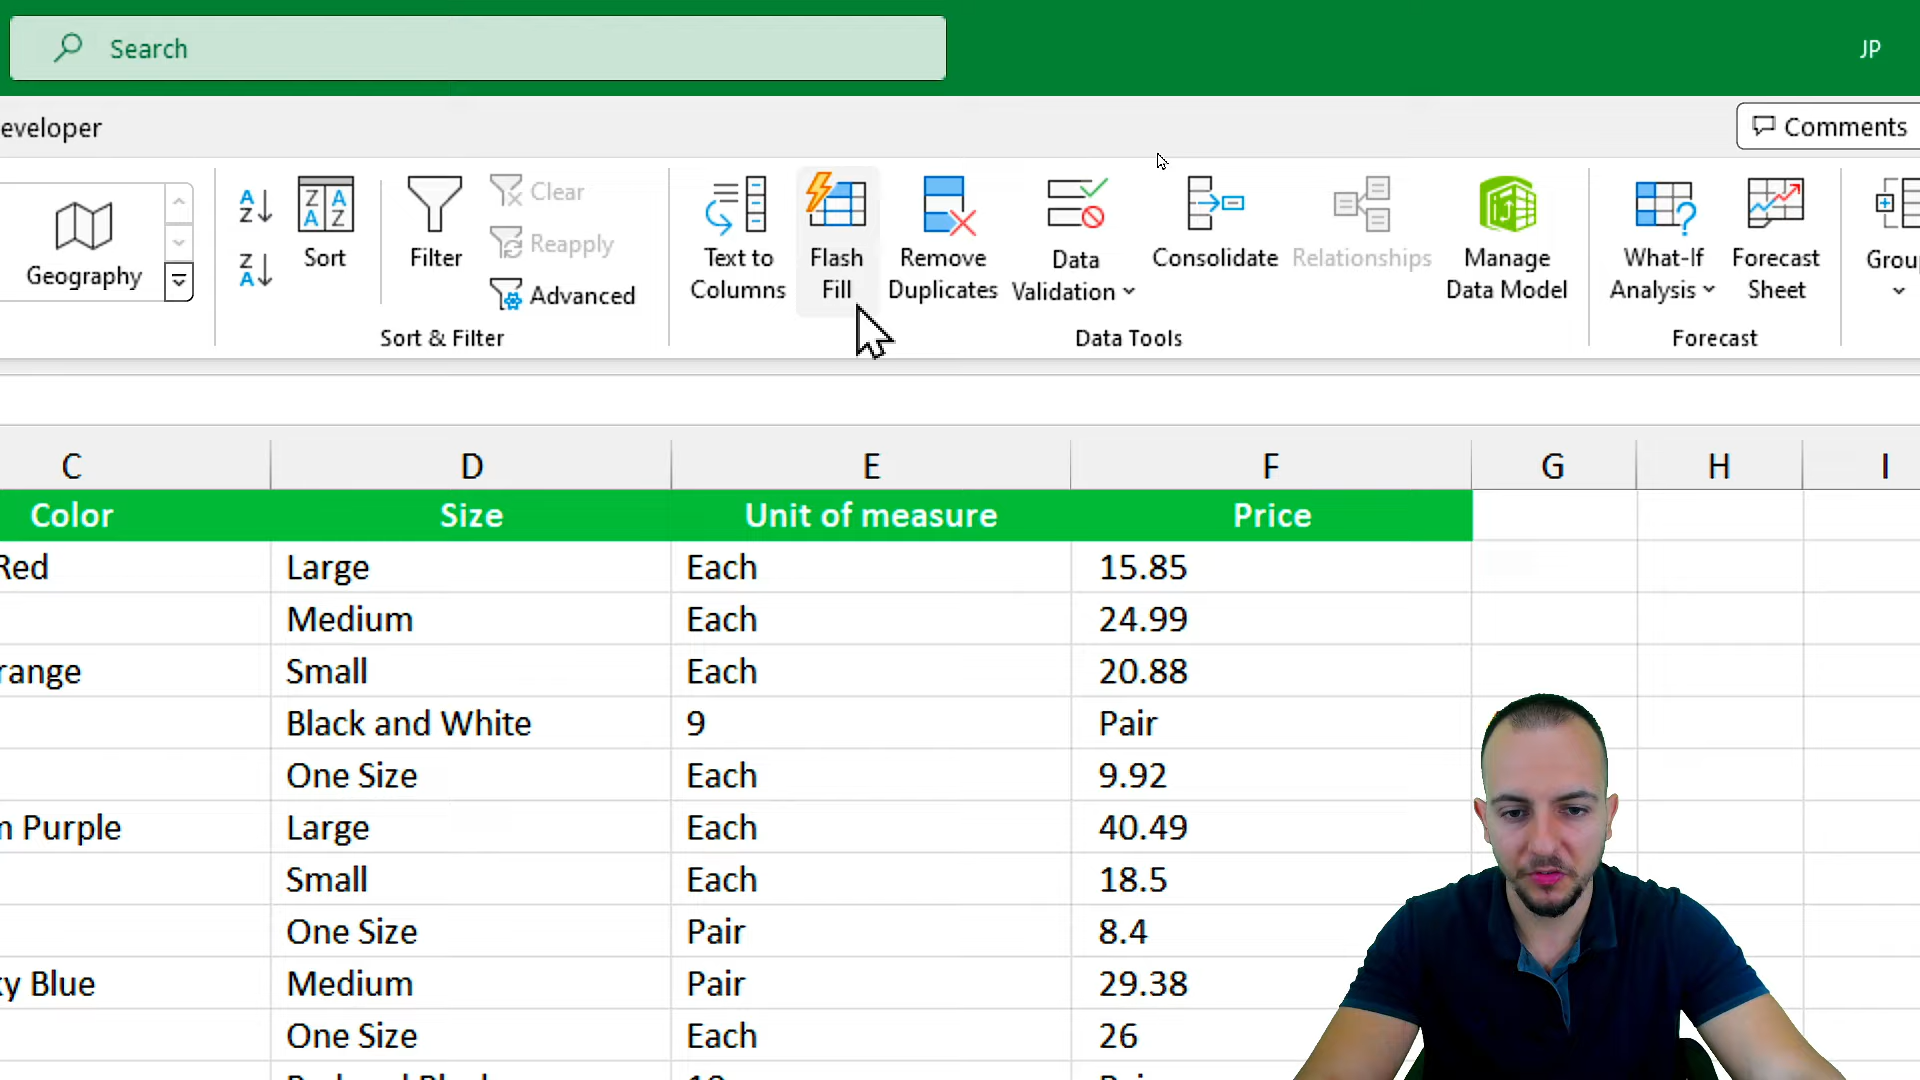 Search
JP
eveloper
Comments
Geography
A
Z
Z
A
Z A
A Z
Sort
Filter
Clear
Reapply
Advanced
Sort & Filter
Text to
Columns
Flash
Fill
Remove
Duplicates
Data
Validation
Consolidate
Relationships
Manage
Data Model
Data Tools
What-If
Analysis
Forecast
Sheet
Forecast
Grou
C D E F G H I
Color Size Unit of measure Price
Red Large Each 15.85
Medium Each 24.99
range Small Each 20.88
Black and White 9 Pair
One Size Each 9.92
Purple Large Each 40.49
Small Each 18.5
One Size Pair 8.4
y Blue Medium Pair 29.38
One Size Each 26